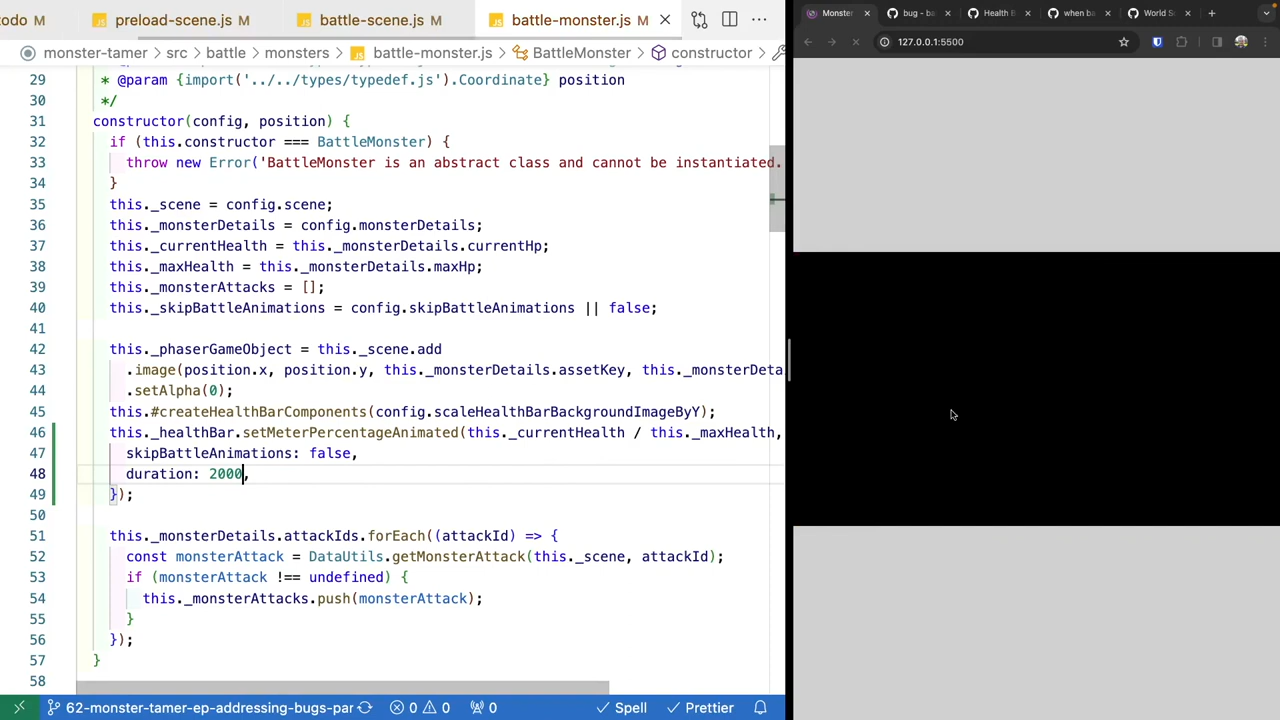 todo M preload-scene.js M battle-scene.js M battle-monster.js M
monster-tamer > src > battle > monsters > battle-monster.js > BattleMonster > constructor >
29 * @param {import('../../types/typedef.js').Coordinate} position
30 */
31 constructor(config, position) {
32 if (this.constructor === BattleMonster) {
33 throw new Error('BattleMonster is an abstract class and cannot be instantiated.
34 }
35 this._scene = config.scene;
36 this._monsterDetails = config.monsterDetails;
37 this._currentHealth = this._monsterDetails.currentHp;
38 this._maxHealth = this._monsterDetails.maxHp;
39 this._monsterAttacks = [];
40 this._skipBattleAnimations = config.skipBattleAnimations || false;
41
42 this._phaserGameObject = this._scene.add
43 .image(position.x, position.y, this._monsterDetails.assetKey, this._monsterDeta
44 .setAlpha(0);
45 this.#createHealthBarComponents(config.scaleHealthBarBackgroundImageByY);
46 this._healthBar.setMeterPercentageAnimated(this._currentHealth / this._maxHealth,
47 skipBattleAnimations: false,
48 duration: 2000,
49 });
50
51 this._monsterDetails.attackIds.forEach((attackId) => {
52 const monsterAttack = DataUtils.getMonsterAttack(this._scene, attackId);
53 if (monsterAttack !== undefined) {
54 this._monsterAttacks.push(monsterAttack);
55 }
56 });
57 }
58
62-monster-tamer-ep-addressing-bugs-par 0 0 0 Spell Prettier
Monster bug - ba Health B when ba World S
127.0.0.1:5500